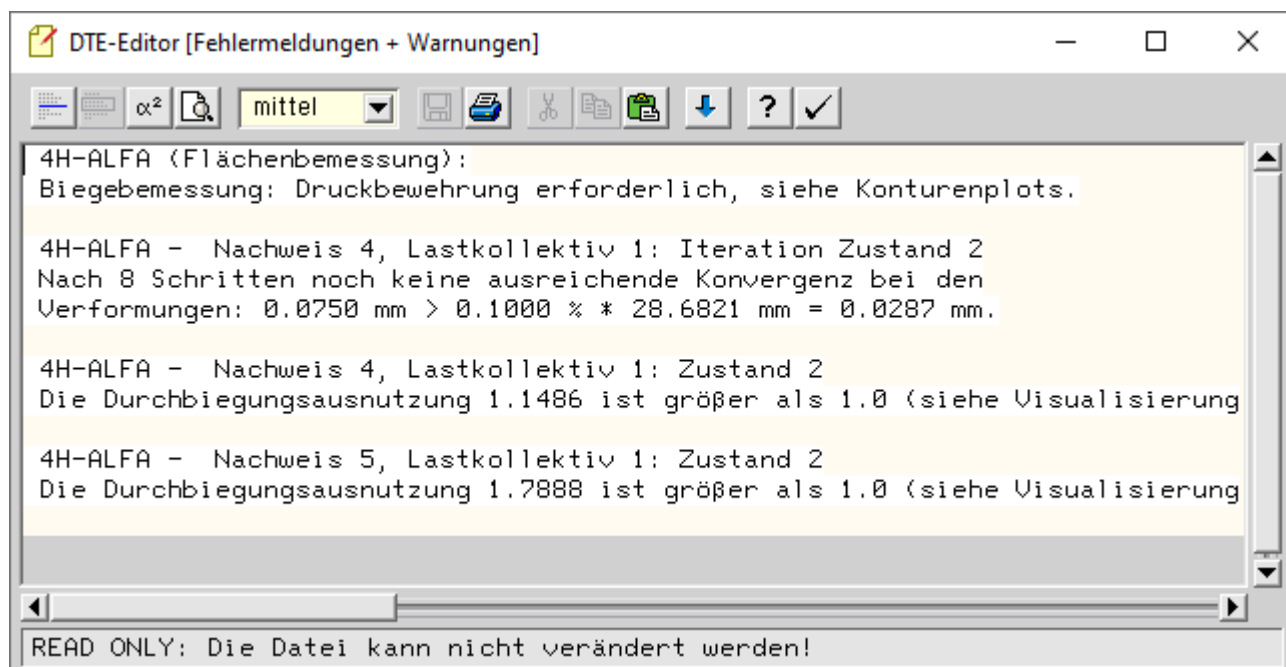 DTE-Editor [Fehlermeldungen + Warnungen]
α² mittel ?
4H-ALFA (Flächenbemessung):
Biegebemessung: Druckbewehrung erforderlich, siehe Konturenplots.
4H-ALFA - Nachweis 4, Lastkollektiv 1: Iteration Zustand 2
Nach 8 Schritten noch keine ausreichende Konvergenz bei den
Verformungen: 0.0750 mm > 0.1000 % * 28.6821 mm = 0.0287 mm.
4H-ALFA - Nachweis 4, Lastkollektiv 1: Zustand 2
Die Durchbiegungsausnutzung 1.1486 ist größer als 1.0 (siehe Visualisierung
4H-ALFA - Nachweis 5, Lastkollektiv 1: Zustand 2
Die Durchbiegungsausnutzung 1.7888 ist größer als 1.0 (siehe Visualisierung
READ ONLY: Die Datei kann nicht verändert werden!